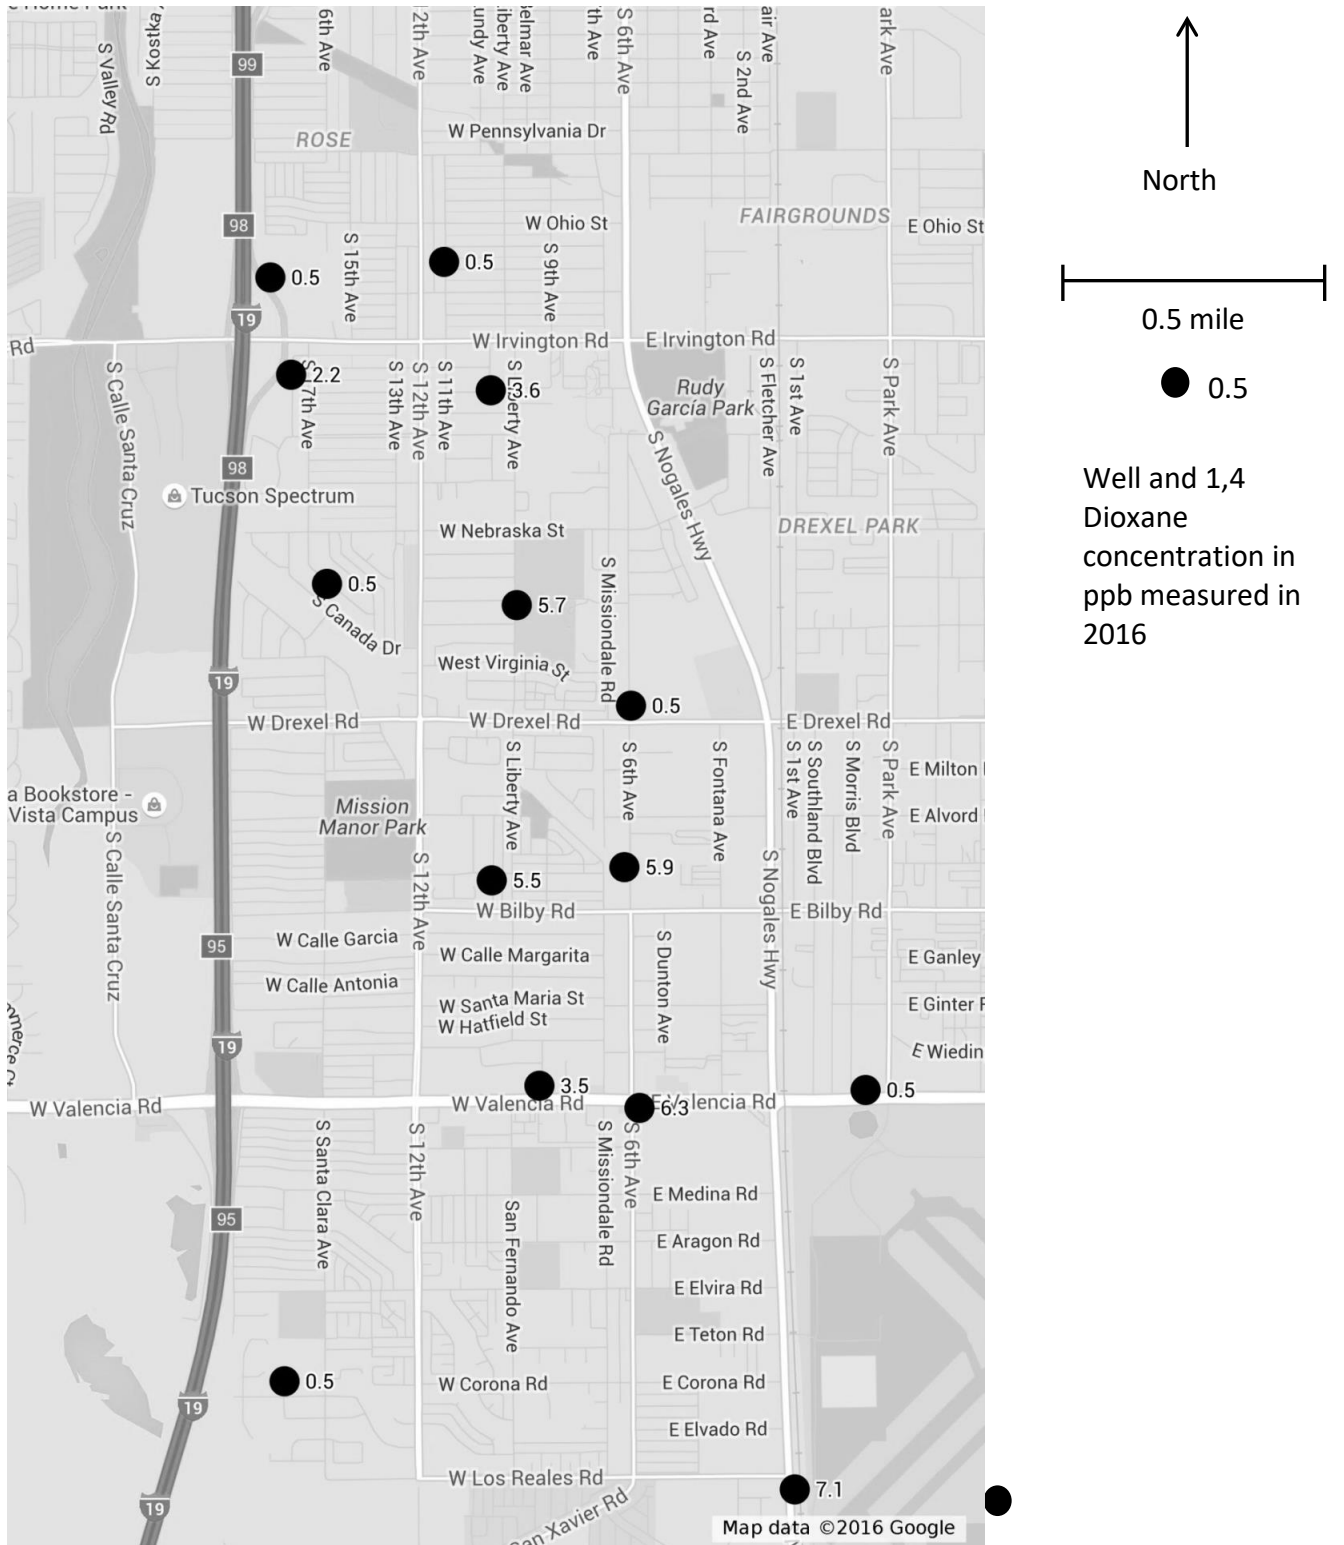 S Valley Rd
S Kostka
99
6th Ave
12th Ave
Liberty Ave
Belmar Ave
7th Ave
S 6th Ave
S 2nd Ave
ROSE
W Pennsylvania Dr
98
W Ohio St
FAIRGROUNDS
E Ohio St
North
S 15th Ave
S 9th Ave
0.5
0.5
19
Rd
W Irvington Rd
E Irvington Rd
0.5 mile
S Calle Santa Cruz
2.2
S 17th Ave
S 13th Ave
S 12th Ave
S 11th Ave
3.6
S Liberty Ave
Rudy
García Park
S Fletcher Ave
S 1st Ave
S Park Ave
0.5
98
Tucson Spectrum
S Nogales Hwy
W Nebraska St
DREXEL PARK
Well and 1,4
Dioxane
concentration in
ppb measured in
2016
0.5
S Canada Dr
5.7
S Missiondale Rd
West Virginia St
19
0.5
W Drexel Rd
W Drexel Rd
E Drexel Rd
S Liberty Ave
S 6th Ave
S Fontana Ave
S 1st Ave
S Southland Blvd
S Morris Blvd
S Park Ave
E Milton
a Bookstore -
Vista Campus
Mission
Manor Park
E Alvord
S Calle Santa Cruz
S 12th Ave
5.5
5.9
S Nogales Hwy
W Bilby Rd
E Bilby Rd
95
W Calle Garcia
W Calle Margarita
S Dunton Ave
E Ganley
W Calle Antonia
W Santa Maria St
W Hatfield St
E Ginter
19
E Wiedin
3.5
0.5
W Valencia Rd
W Valencia Rd
6.3
E Valencia Rd
S Santa Clara Ave
S 12th Ave
S Missiondale Rd
S 6th Ave
95
E Medina Rd
San Fernando Ave
E Aragon Rd
E Elvira Rd
E Teton Rd
0.5
W Corona Rd
E Corona Rd
19
E Elvado Rd
W Los Reales Rd
7.1
19
San Xavier Rd
Map data ©2016 Google